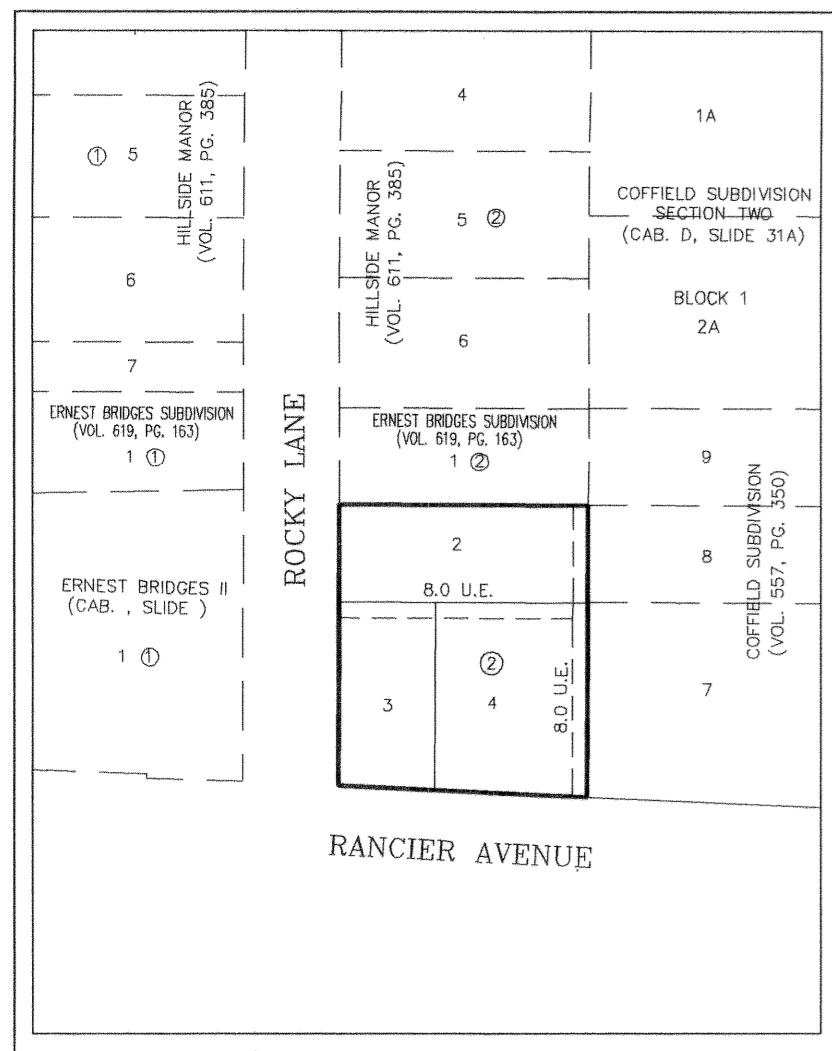 ① 5
HILLSIDE MANOR
(VOL. 611, PG. 385)
6
7
ERNEST BRIDGES SUBDIVISION
(VOL. 619, PG. 163)
1 ①
ERNEST BRIDGES II
(CAB. , SLIDE )
1 ①
ROCKY LANE
4
HILLSIDE MANOR
(VOL. 611, PG. 385)
5 ②
6
ERNEST BRIDGES SUBDIVISION
(VOL. 619, PG. 163)
1 ②
2
8.0 U.E.
②
3
4
8.0 U.E.
1A
COFFIELD SUBDIVISION
SECTION TWO
(CAB. D, SLIDE 31A)
BLOCK 1
2A
9
8
7
COFFIELD SUBDIVISION
(VOL. 557, PG. 350)
RANCIER AVENUE